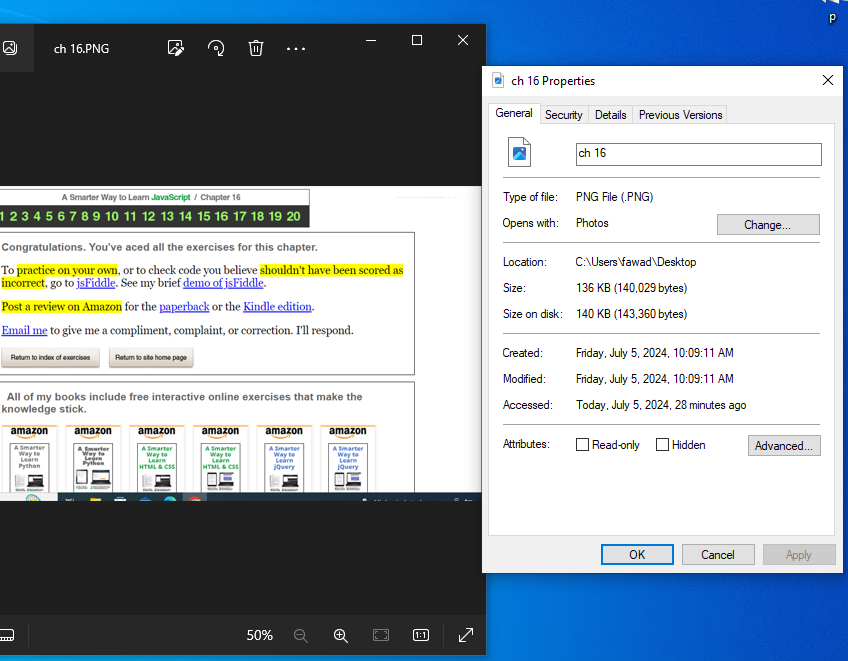 p
ch 16.PNG
A Smarter Way to Learn JavaScript / Chapter 16
1 2 3 4 5 6 7 8 9 10 11 12 13 14 15 16 17 18 19 20
Congratulations. You've aced all the exercises for this chapter.
To practice on your own, or to check code you believe shouldn't have been scored as
incorrect, go to jsFiddle. See my brief demo of jsFiddle.
Post a review on Amazon for the paperback or the Kindle edition.
Email me to give me a compliment, complaint, or correction. I'll respond.
Return to index of exercises Return to site home page
All of my books include free interactive online exercises that make the
knowledge stick.
amazon amazon amazon amazon amazon amazon
A Smarter Way to Learn Python
A Smarter Way to Learn Python
A Smarter Way to Learn HTML & CSS
A Smarter Way to Learn HTML & CSS
A Smarter Way to Learn jQuery
A Smarter Way to Learn jQuery
50%
1:1
ch 16 Properties
General Security Details Previous Versions
ch 16
Type of file: PNG File (.PNG)
Opens with: Photos Change...
Location: C:\Users\fawad\Desktop
Size: 136 KB (140,029 bytes)
Size on disk: 140 KB (143,360 bytes)
Created: Friday, July 5, 2024, 10:09:11 AM
Modified: Friday, July 5, 2024, 10:09:11 AM
Accessed: Today, July 5, 2024, 28 minutes ago
Attributes: Read-only Hidden Advanced...
OK Cancel Apply